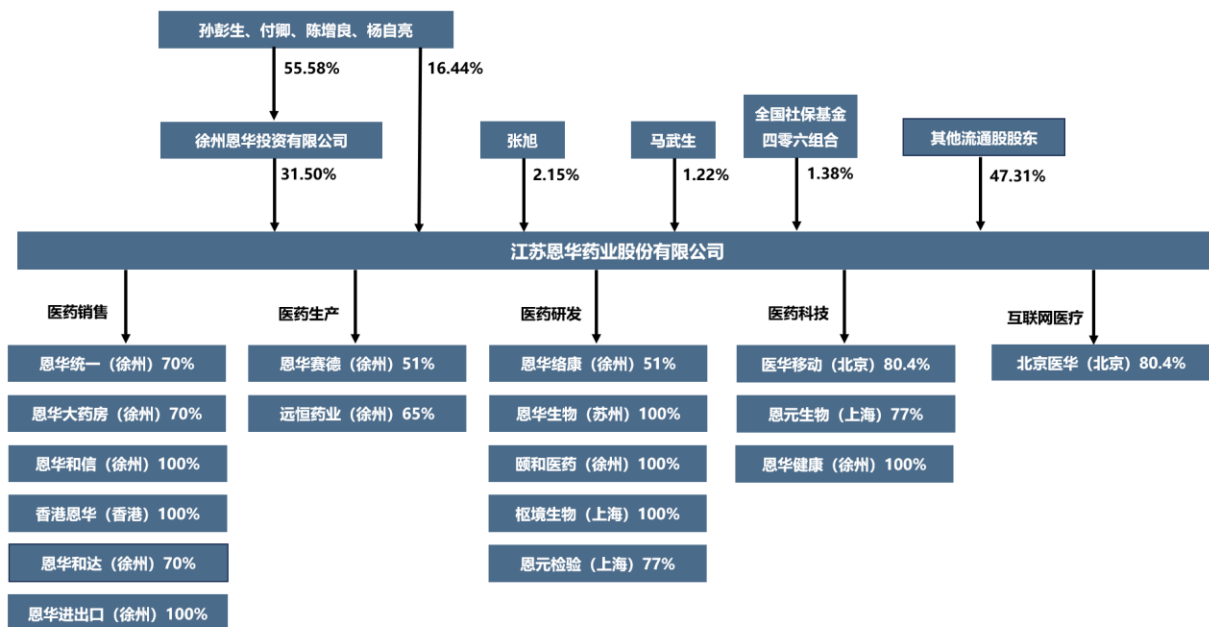 孙彭生、付卿、陈增良、杨自亮
55.58%
16.44%
徐州恩华投资有限公司
张旭
马武生
全国社保基金
四零六组合
其他流通股股东
31.50%
2.15%
1.22%
1.38%
47.31%
江苏恩华药业股份有限公司
医药销售
医药生产
医药研发
医药科技
互联网医疗
恩华统一（徐州）70%
恩华赛德（徐州）51%
恩华络康（徐州）51%
医华移动（北京）80.4%
北京医华（北京）80.4%
恩华大药房（徐州）70%
远恒药业（徐州）65%
恩华生物（苏州）100%
恩元生物（上海）77%
恩华和信（徐州）100%
颐和医药（徐州）100%
恩华健康（徐州）100%
香港恩华（香港）100%
枢境生物（上海）100%
恩华和达（徐州）70%
恩元检验（上海）77%
恩华进出口（徐州）100%